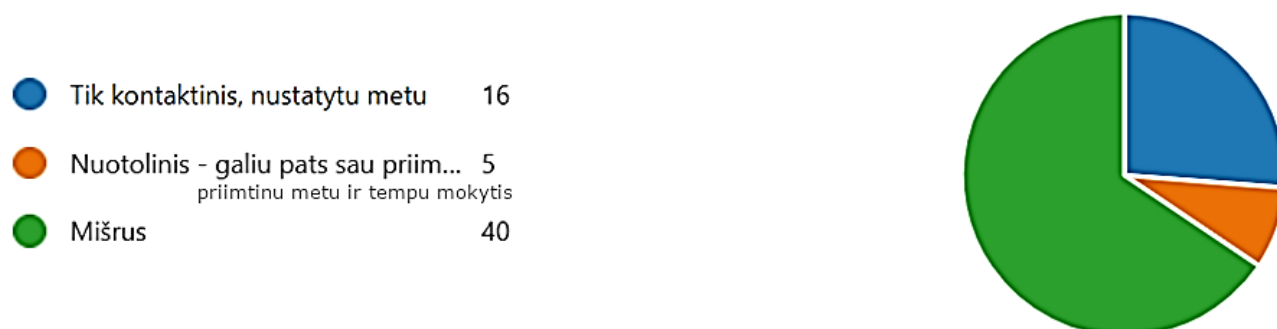 Tik kontaktinis, nustatytu metu 16
Nuotolinis - galiu pats sau priim... 5
priimtinu metu ir tempu mokytis
Mišrus 40